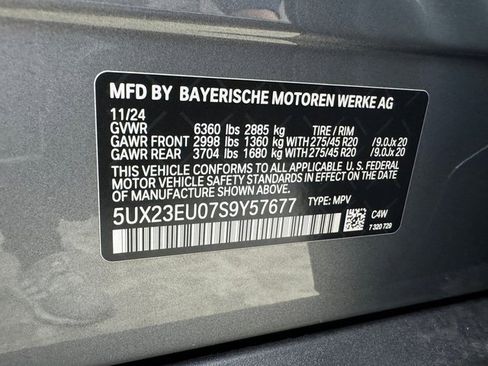 MFD BY BAYERISCHE MOTOREN WERKE AG
11/24
GVWR 6360 lbs 2885 kg TIRE / RIM
GAWR FRONT 2998 lbs 1360 kg WITH 275/45 R20 /9.0Jx 20
GAWR REAR 3704 lbs 1680 kg WITH 275/45 R20 /9.0Jx 20
THIS VEHICLE CONFORMS TO ALL APPLICABLE U. S. FEDERAL
MOTOR VEHICLE SAFETY STANDARDS IN EFFECT ON THE
DATE OF MANUFACTURE SHOWN ABOVE.
5UX23EU07S9Y57677 TYPE: MPV
C4W
7 320 729